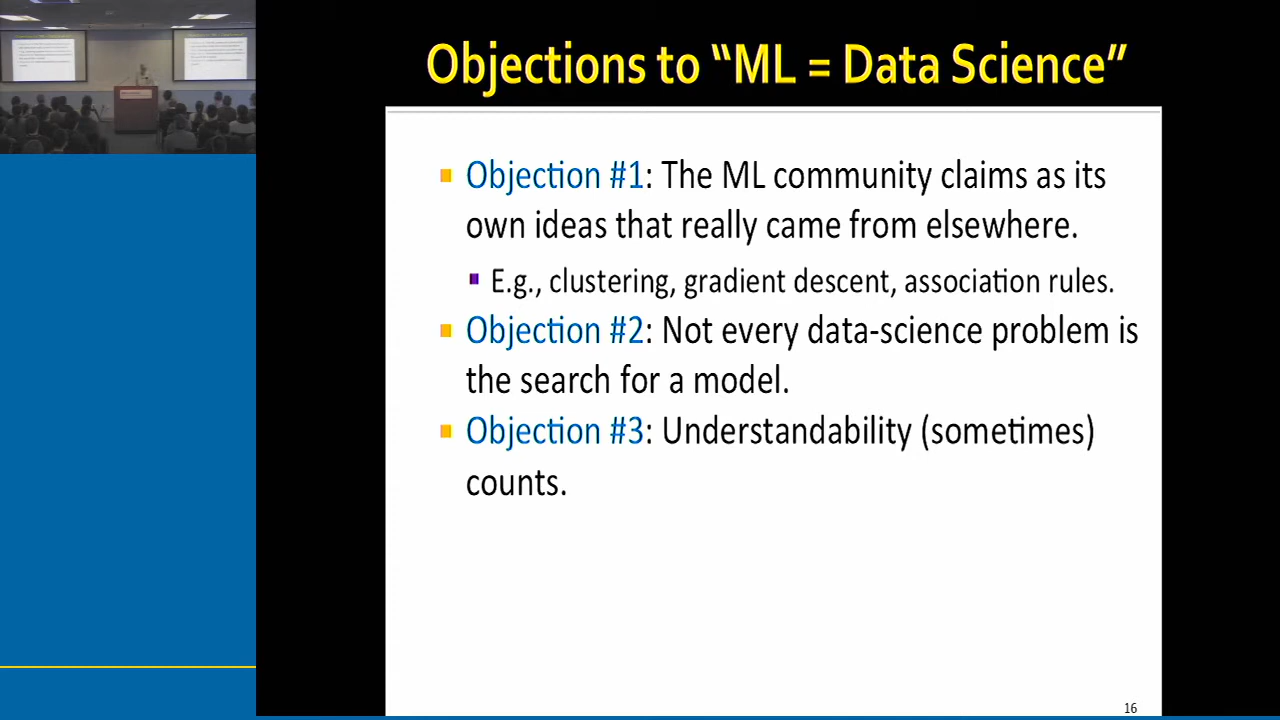 Objections to “ML = Data Science”
Objection #1: The ML community claims as its
own ideas that really came from elsewhere.
E.g., clustering, gradient descent, association rules.
Objection #2: Not every data-science problem is
the search for a model.
Objection #3: Understandability (sometimes)
counts.
16